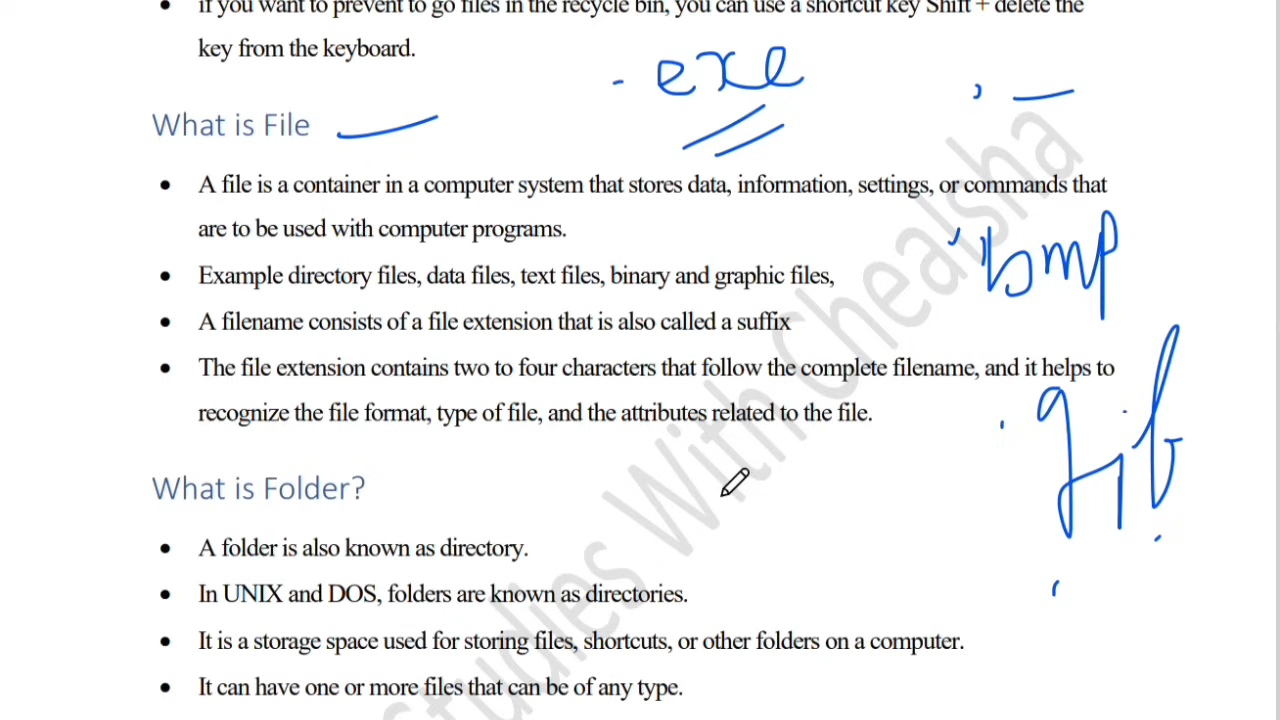 if you want to prevent to go files in the recycle bin, you can use a shortcut key Shift + delete the
key from the keyboard.
. exe
What is File
A file is a container in a computer system that stores data, information, settings, or commands that
are to be used with computer programs.
.bmp
Example directory files, data files, text files, binary and graphic files,
A filename consists of a file extension that is also called a suffix
The file extension contains two to four characters that follow the complete filename, and it helps to
recognize the file format, type of file, and the attributes related to the file.
.gif
What is Folder?
A folder is also known as directory.
In UNIX and DOS, folders are known as directories.
It is a storage space used for storing files, shortcuts, or other folders on a computer.
It can have one or more files that can be of any type.
Studies With Chealsha